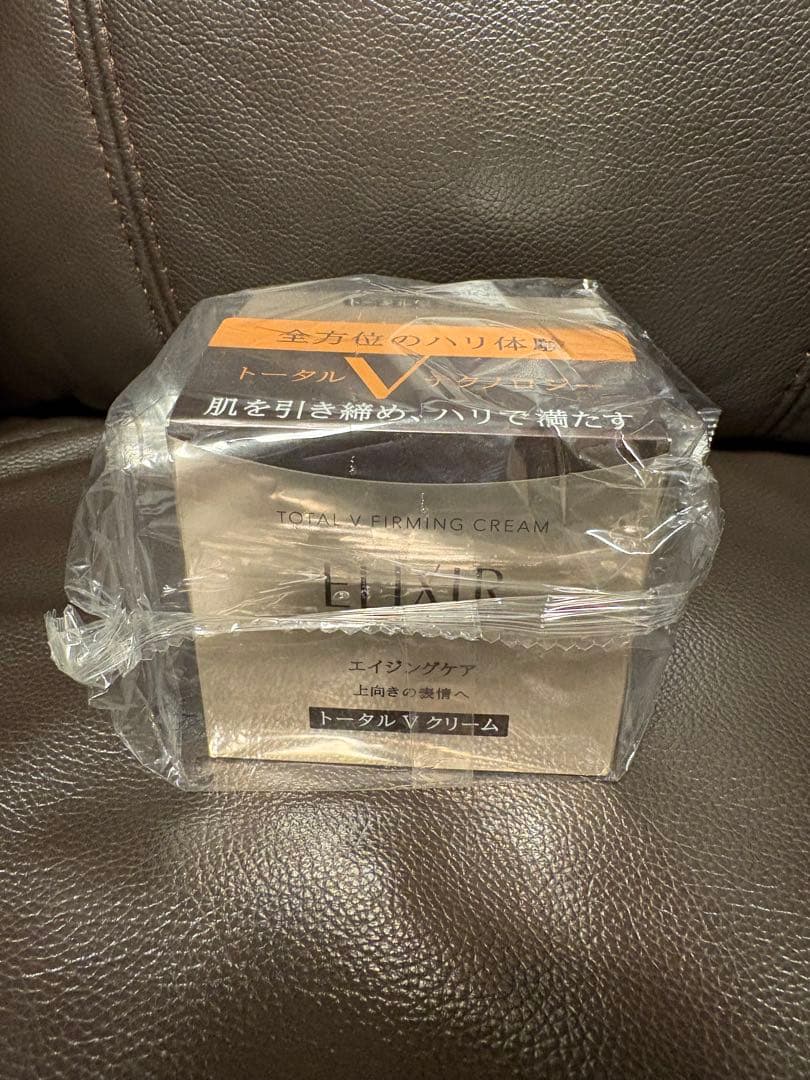 全方位のハリ体感
トータル V テクノロジー
肌を引き締め、ハリで満たす
TOTAL V FIRMING CREAM
ELIXIR
エイジングケア
上向きの表情へ
トータル V クリーム